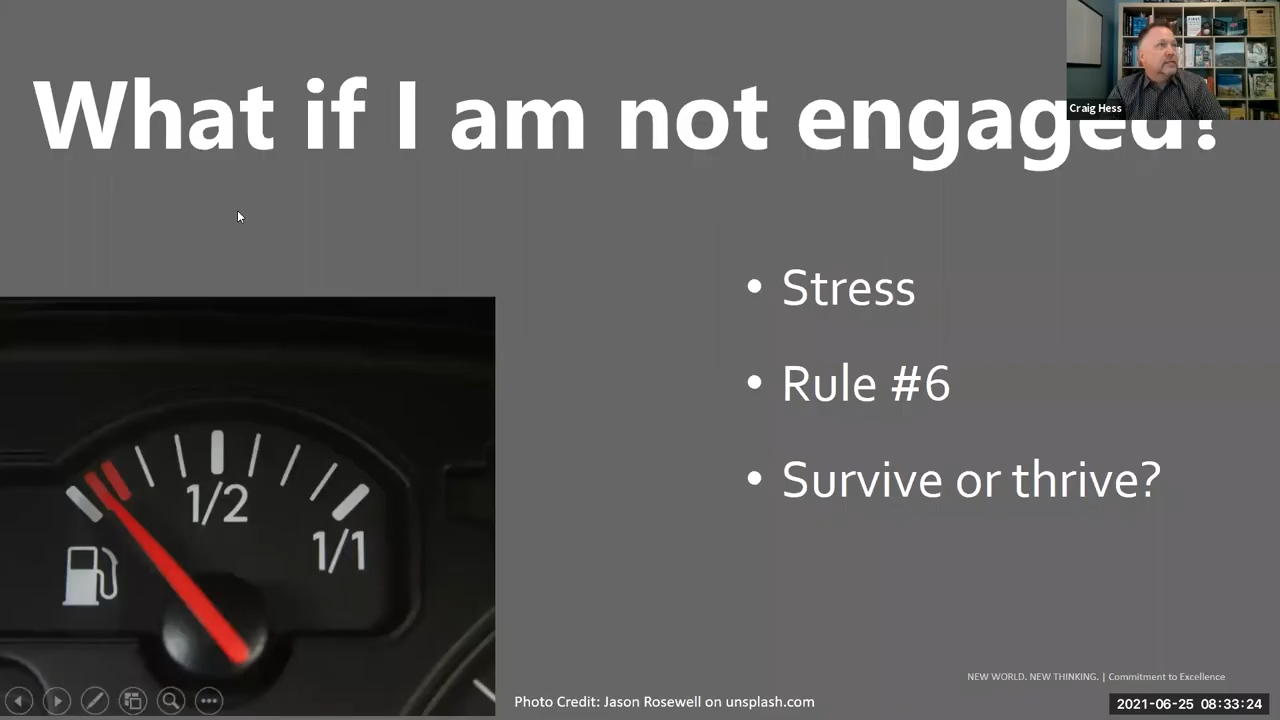 What if I am not engaged?
Craig Hess
• Stress
• Rule #6
• Survive or thrive?
1/2
1/1
NEW WORLD. NEW THINKING. | Commitment to Excellence
Photo Credit: Jason Rosewell on unsplash.com
2021-06-25 08:33:24